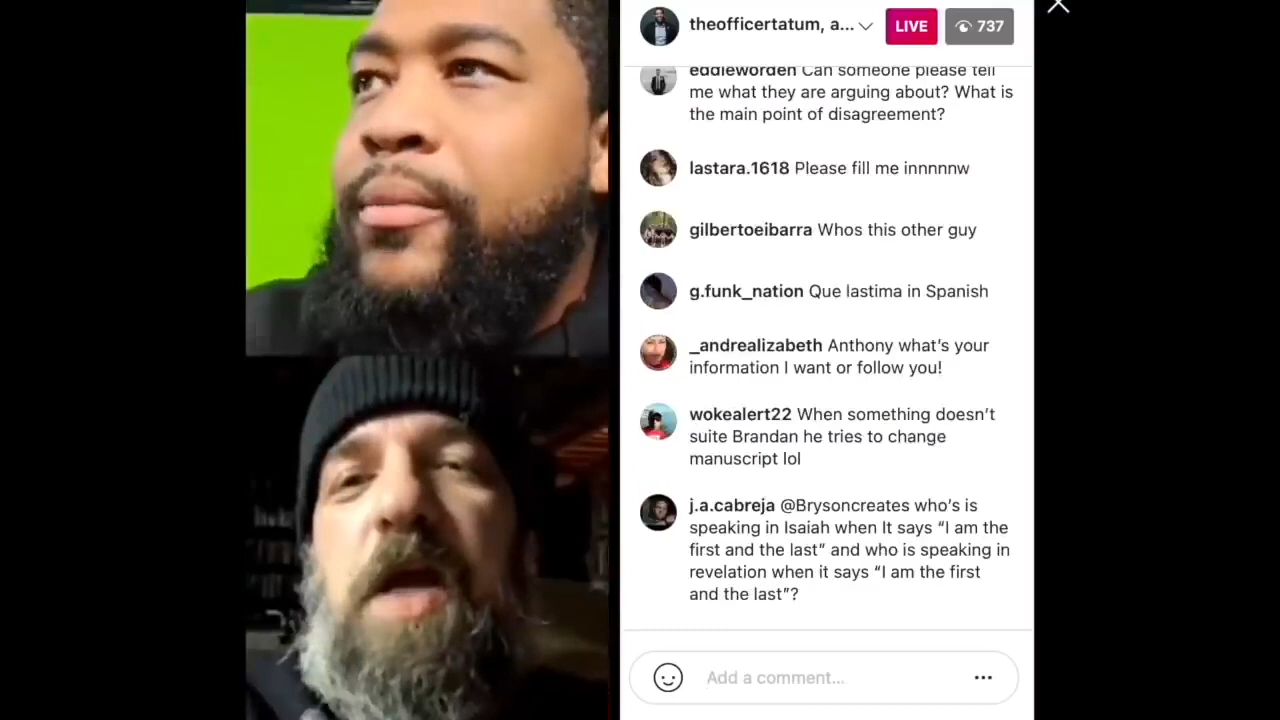 theofficertatum, a...
LIVE
737
eddieworden Can someone please tell
me what they are arguing about? What is
the main point of disagreement?
lastara.1618 Please fill me innnnnw
gilbertoeibarra Whos this other guy
g.funk_nation Que lastima in Spanish
_andrealizabeth Anthony what's your
information I want or follow you!
wokealert22 When something doesn't
suite Brandan he tries to change
manuscript lol
j.a.cabreja @Brysoncreates who's is
speaking in Isaiah when It says “I am the
first and the last” and who is speaking in
revelation when it says “I am the first
and the last”?
Add a comment...